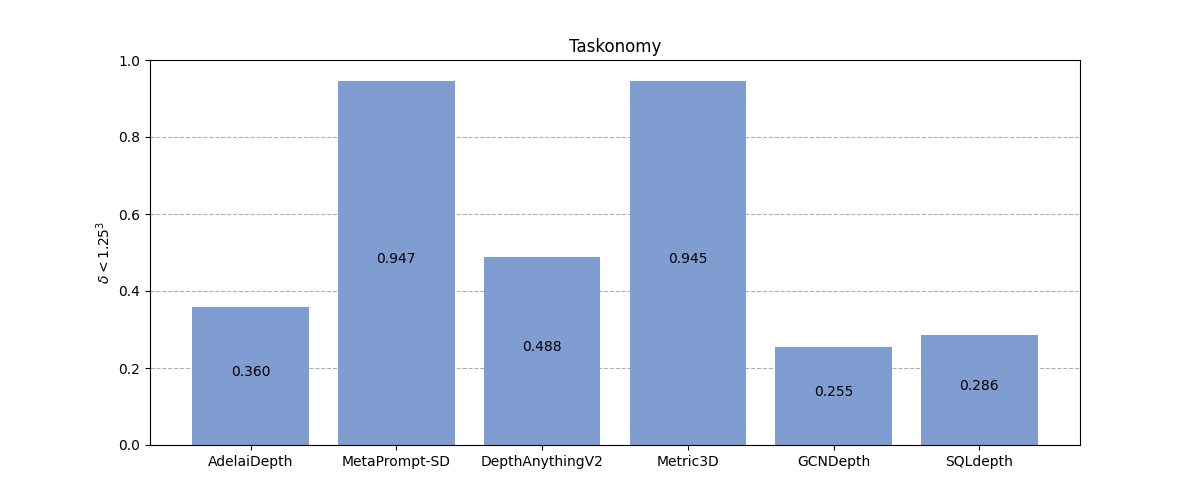 Taskonomy
1.0
0.8
0.6
0.4
0.2
0.0
δ < 1.25³
0.360
0.947
0.488
0.945
0.255
0.286
AdelaiDepth
MetaPrompt-SD
DepthAnythingV2
Metric3D
GCNDepth
SQLdepth